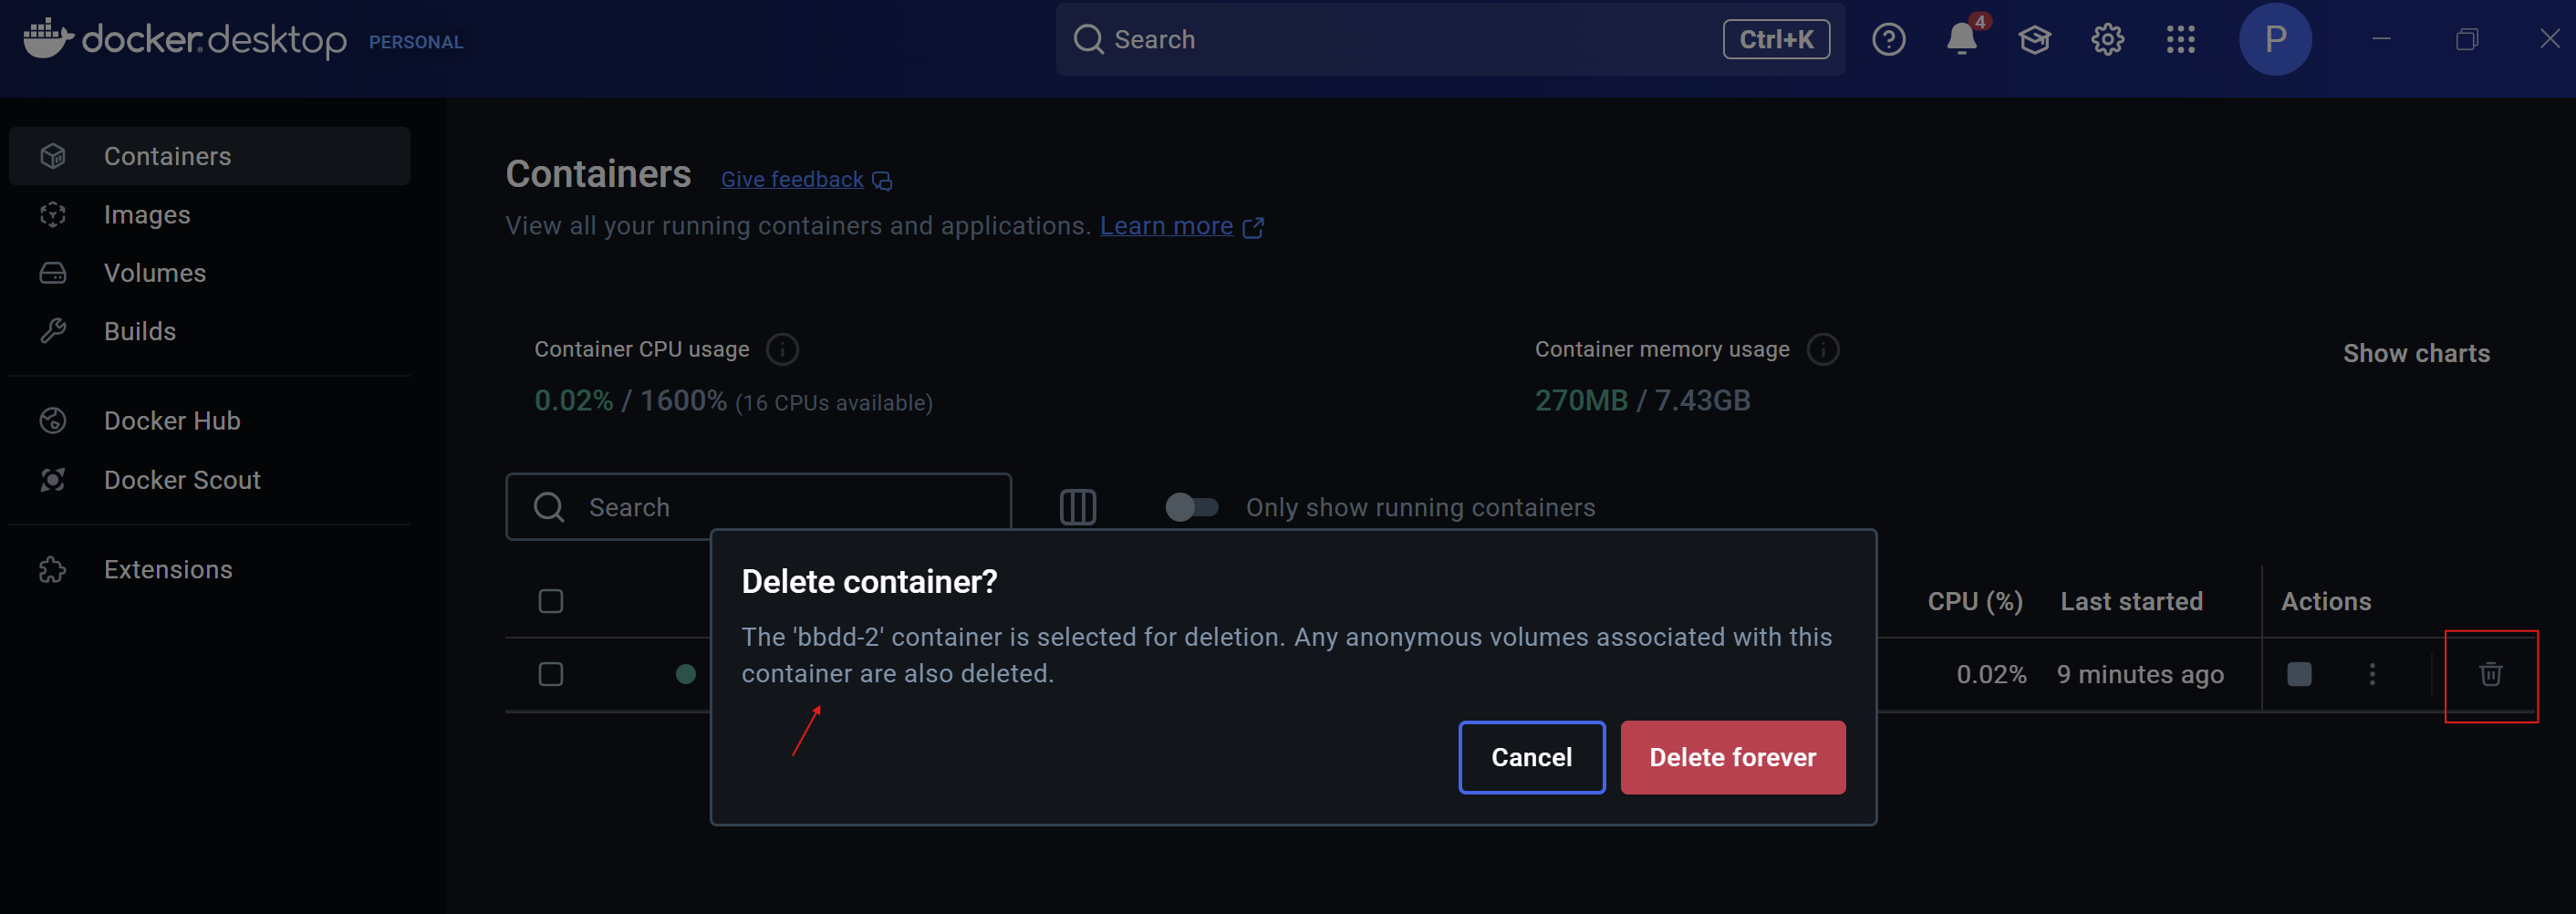 docker.desktop PERSONAL
Search Ctrl+K
4
P
Containers
Images
Volumes
Builds
Docker Hub
Docker Scout
Extensions
Containers Give feedback
View all your running containers and applications. Learn more
Container CPU usage
0.02% / 1600% (16 CPUs available)
Container memory usage
270MB / 7.43GB
Show charts
Search
Only show running containers
CPU (%) Last started Actions
0.02% 9 minutes ago
Delete container?
The 'bbdd-2' container is selected for deletion. Any anonymous volumes associated with this
container are also deleted.
Cancel Delete forever